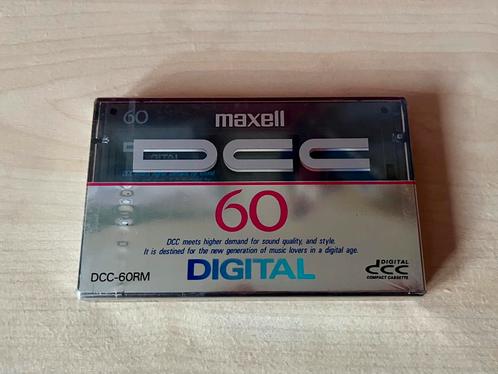 maxell
60
DCC
DIGITAL
60
DCC meets higher demand for sound quality, and style.
It is destined for the new generation of music lovers in a digital age.
DIGITAL
DCC-60RM
DIGITAL
dcc
COMPACT CASSETTE